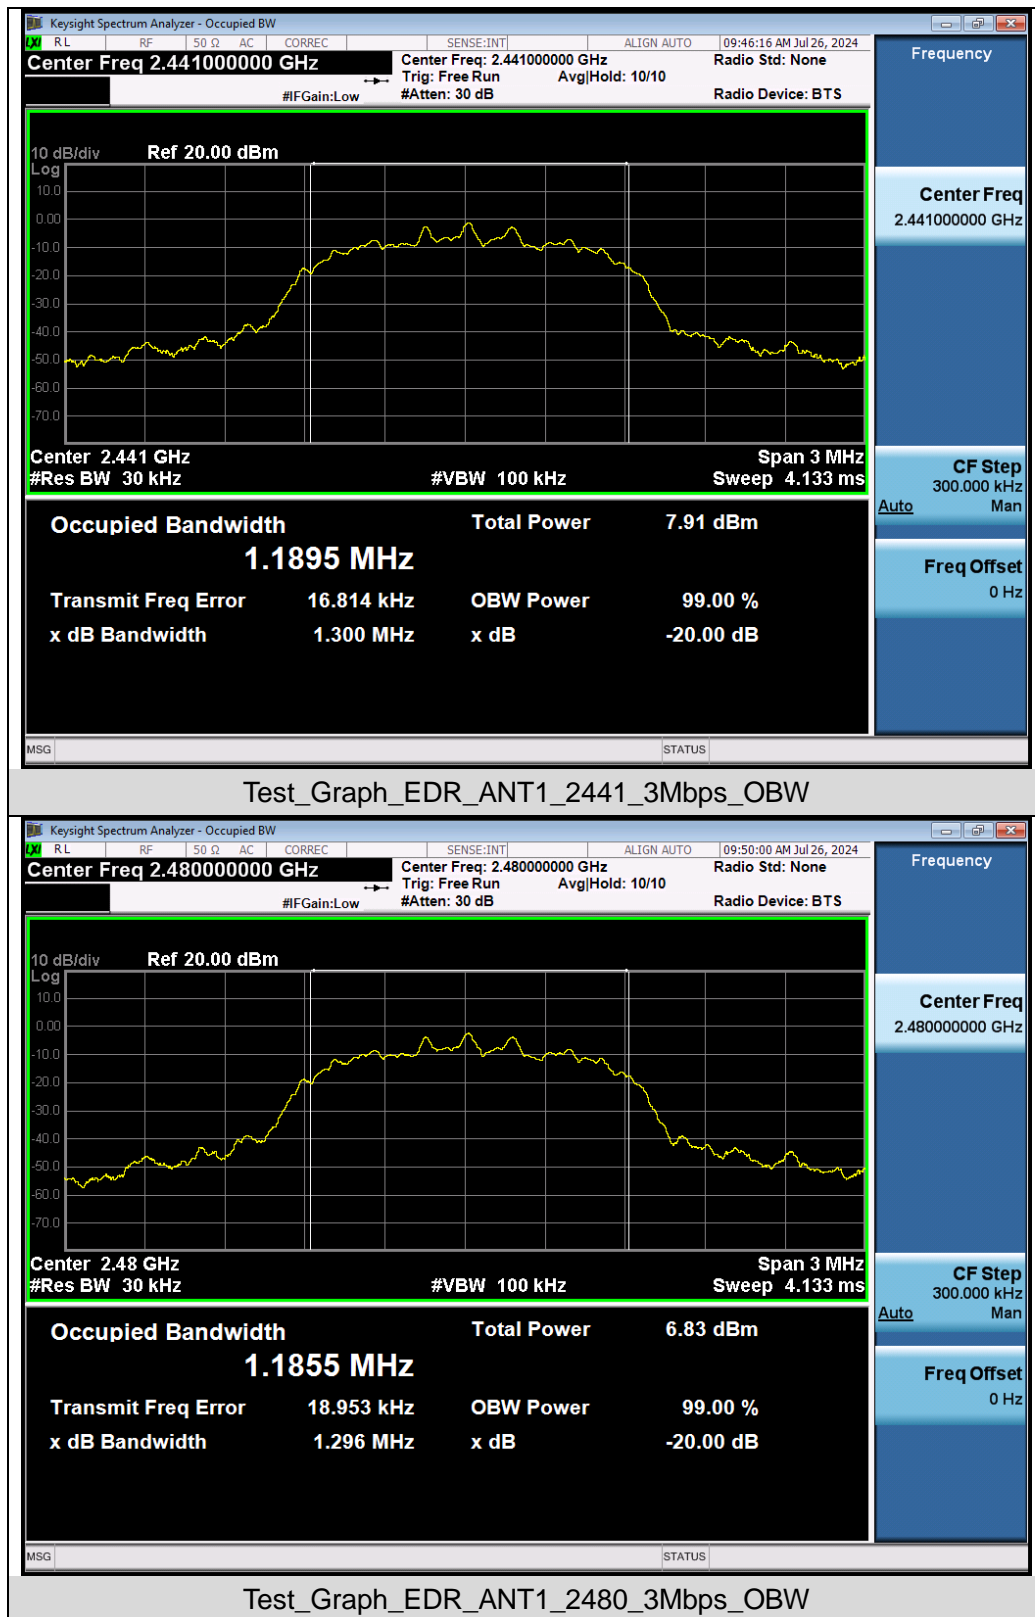 Keysight Spectrum Analyzer - Occupied BW
LXI RL RF 50 Ω AC CORREC SENSE:INT ALIGN AUTO 09:46:16 AM Jul 26, 2024
Center Freq 2.441000000 GHz
Center Freq: 2.441000000 GHz
Radio Std: None
Trig: Free Run Avg|Hold: 10/10
#IFGain:Low #Atten: 30 dB
Radio Device: BTS
Frequency
10 dB/div Ref 20.00 dBm
Log
10.0
0.00
-10.0
-20.0
-30.0
-40.0
-50.0
-60.0
-70.0
Center Freq
2.441000000 GHz
Center 2.441 GHz Span 3 MHz
#Res BW 30 kHz #VBW 100 kHz Sweep 4.133 ms
CF Step
300.000 kHz
Auto Man
Occupied Bandwidth Total Power 7.91 dBm
1.1895 MHz
Freq Offset
0 Hz
Transmit Freq Error 16.814 kHz OBW Power 99.00 %
x dB Bandwidth 1.300 MHz x dB -20.00 dB
MSG STATUS
Test_Graph_EDR_ANT1_2441_3Mbps_OBW
Keysight Spectrum Analyzer - Occupied BW
LXI RL RF 50 Ω AC CORREC SENSE:INT ALIGN AUTO 09:50:00 AM Jul 26, 2024
Center Freq 2.480000000 GHz
Center Freq: 2.480000000 GHz
Radio Std: None
Trig: Free Run Avg|Hold: 10/10
#IFGain:Low #Atten: 30 dB
Radio Device: BTS
Frequency
10 dB/div Ref 20.00 dBm
Log
10.0
0.00
-10.0
-20.0
-30.0
-40.0
-50.0
-60.0
-70.0
Center Freq
2.480000000 GHz
Center 2.48 GHz Span 3 MHz
#Res BW 30 kHz #VBW 100 kHz Sweep 4.133 ms
CF Step
300.000 kHz
Auto Man
Occupied Bandwidth Total Power 6.83 dBm
1.1855 MHz
Freq Offset
0 Hz
Transmit Freq Error 18.953 kHz OBW Power 99.00 %
x dB Bandwidth 1.296 MHz x dB -20.00 dB
MSG STATUS
Test_Graph_EDR_ANT1_2480_3Mbps_OBW